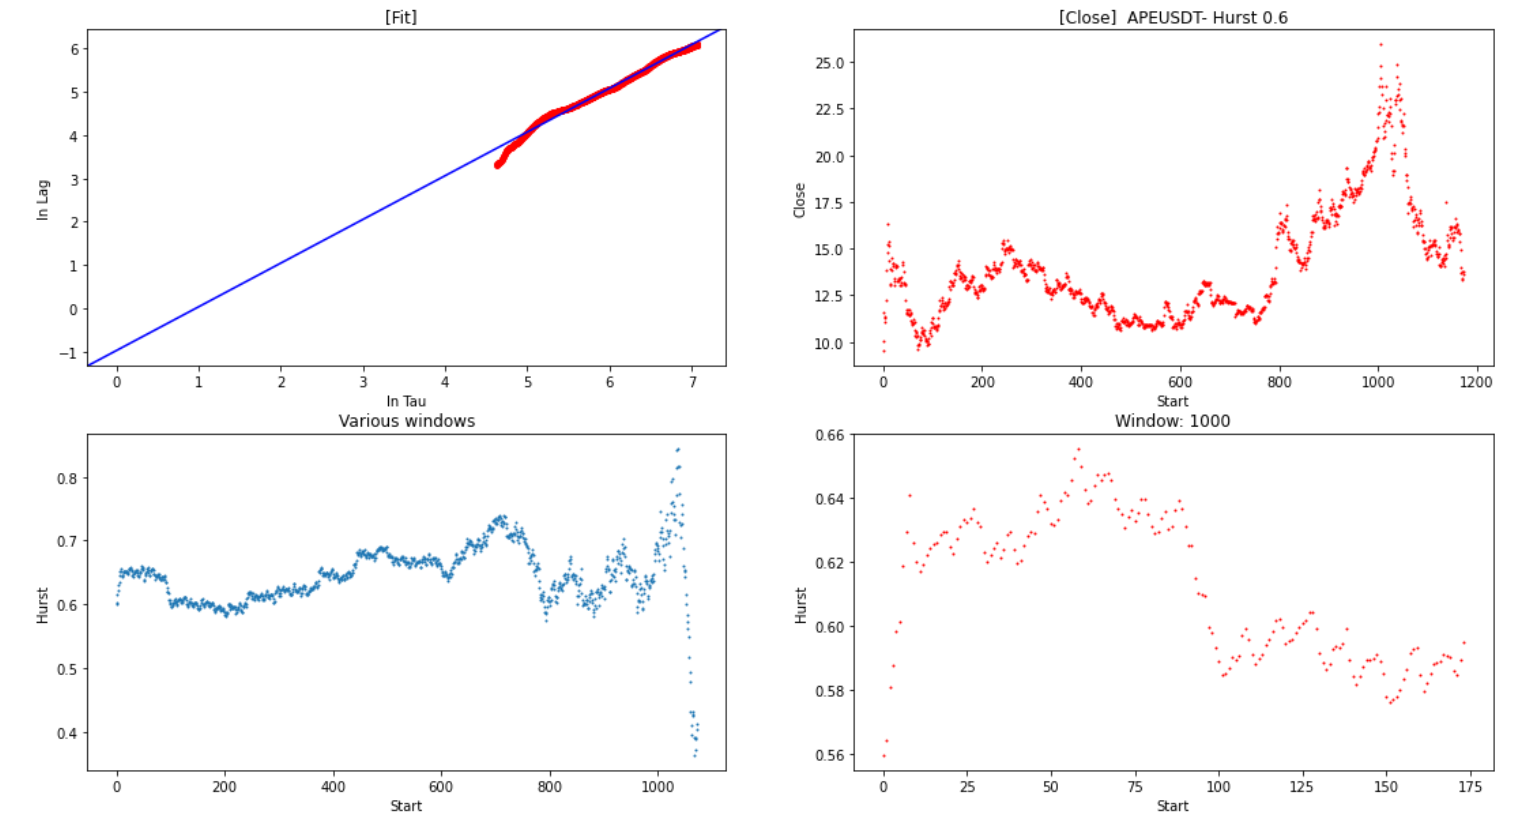 [Fit]
6
5
4
3
2
1
0
−1
ln Lag
0 1 2 3 4 5 6 7
ln Tau
[Close] APEUSDT- Hurst 0.6
25.0
22.5
20.0
17.5
15.0
12.5
10.0
Close
0 200 400 600 800 1000 1200
Start
Various windows
0.8
0.7
0.6
0.5
0.4
Hurst
0 200 400 600 800 1000
Start
Window: 1000
0.66
0.64
0.62
0.60
0.58
0.56
Hurst
0 25 50 75 100 125 150 175
Start